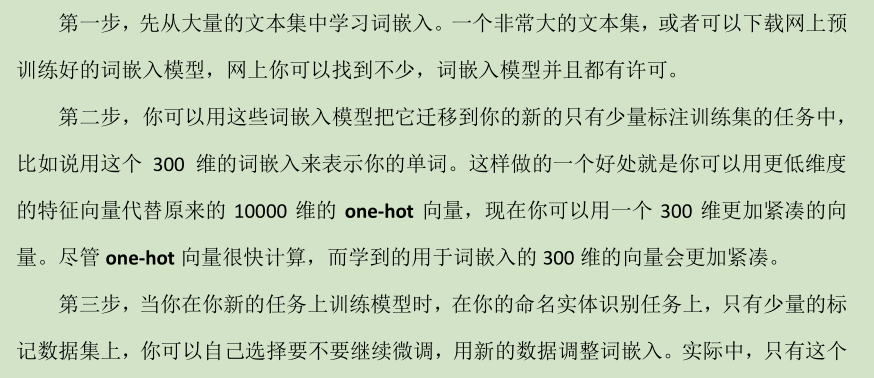 第一步，先从大量的文本集中学习词嵌入。一个非常大的文本集，或者可以下载网上预
训练好的词嵌入模型，网上你可以找到不少，词嵌入模型并且都有许可。
第二步，你可以用这些词嵌入模型把它迁移到你的新的只有少量标注训练集的任务中，
比如说用这个 300 维的词嵌入来表示你的单词。这样做的一个好处就是你可以用更低维度
的特征向量代替原来的 10000 维的 one-hot 向量，现在你可以用一个 300 维更加紧凑的向
量。尽管 one-hot 向量很快计算，而学到的用于词嵌入的 300 维的向量会更加紧凑。
第三步，当你在你新的任务上训练模型时，在你的命名实体识别任务上，只有少量的标
记数据集上，你可以自己选择要不要继续微调，用新的数据调整词嵌入。实际中，只有这个